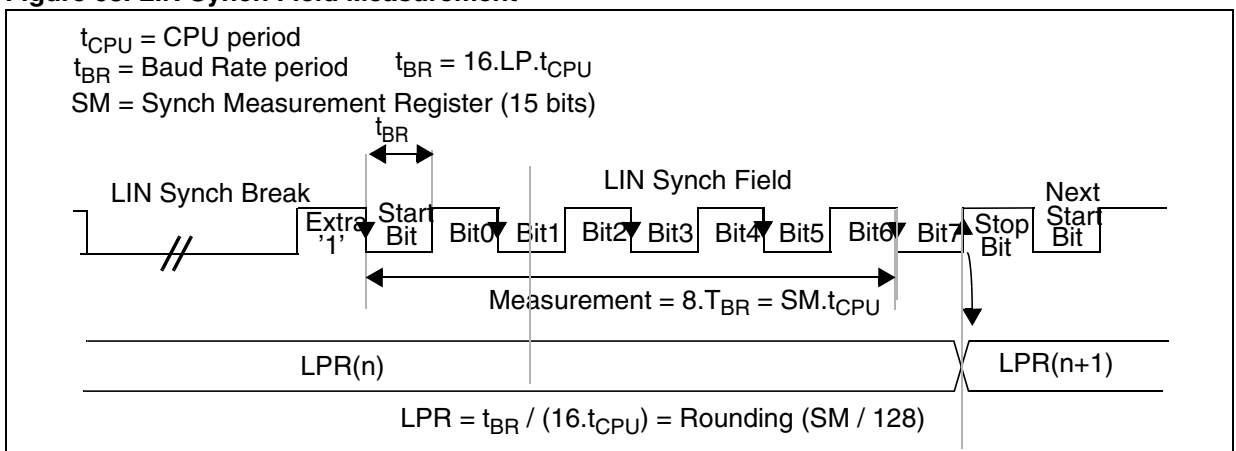 Figure 68. LIN Synch Field Measurement
tCPU = CPU period
tBR = Baud Rate period tBR = 16.LP.tCPU
SM = Synch Measurement Register (15 bits)
tBR
LIN Synch Break
LIN Synch Field
Extra '1'
Start Bit
Bit0
Bit1
Bit2
Bit3
Bit4
Bit5
Bit6
Bit7
Stop Bit
Next Start Bit
Measurement = 8.TBR = SM.tCPU
LPR(n)
LPR(n+1)
LPR = tBR / (16.tCPU) = Rounding (SM / 128)